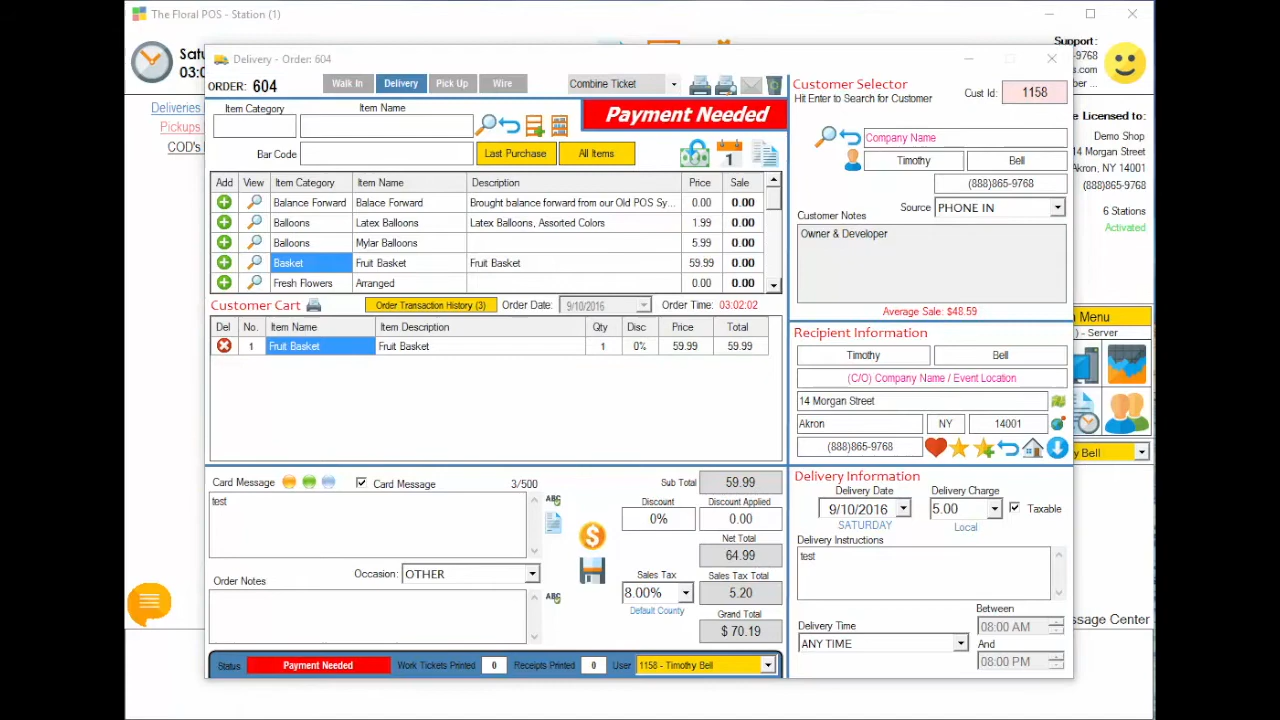 The Floral POS - Station (1)
Satu
03:0
Deliveries
Pickups
COD's
Support:
-9768
s.com
ber ...
e Licensed to:
Demo Shop
14 Morgan Street
Akron, NY 14001
(888)865-9768
6 Stations
Activated
n Menu
) - Server
y Bell
ssage Center
Delivery - Order: 604
ORDER: 604
Walk In
Delivery
Pick Up
Wire
Combine Ticket
Item Category
Item Name
Payment Needed
Bar Code
Last Purchase
All Items
1
Add View Item Category Item Name Description Price Sale
Balance Forward Balace Forward Brought balance forward from our Old POS Sy... 0.00 0.00
Balloons Latex Balloons Latex Balloons, Assorted Colors 1.99 0.00
Balloons Mylar Balloons 5.99 0.00
Basket Fruit Basket Fruit Basket 59.99 0.00
Fresh Flowers Arranged 0.00 0.00
Customer Cart
Order Transaction History (3)
Order Date: 9/10/2016
Order Time: 03:02:02
Del No. Item Name Item Description Qty Disc Price Total
1 Fruit Basket Fruit Basket 1 0% 59.99 59.99
Card Message
Card Message
3/500
ABC
test
Sub Total 59.99
Discount
Discount Applied
0%
0.00
Net Total
64.99
Order Notes
Occasion: OTHER
ABC
Sales Tax
Sales Tax Total
8.00%
5.20
Default County
Grand Total
$ 70.19
Status Payment Needed Work Tickets Printed 0 Receipts Printed 0 User 1158 - Timothy Bell
Customer Selector
Hit Enter to Search for Customer
Cust Id: 1158
Company Name
Timothy
Bell
(888)865-9768
Source PHONE IN
Customer Notes
Owner & Developer
Average Sale: $48.59
Recipient Information
Timothy
Bell
(C/O) Company Name / Event Location
14 Morgan Street
Akron
NY
14001
(888)865-9768
Delivery Information
Delivery Date
Delivery Charge
9/10/2016
5.00
Taxable
SATURDAY
Local
Delivery Instructions
test
Delivery Time
ANY TIME
Between
08:00 AM
And
08:00 PM